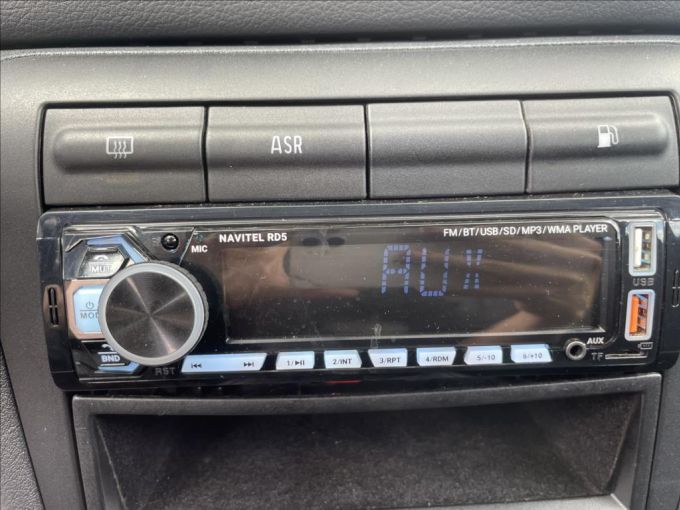 ASR
NAVITEL RD5
FM/BT/USB/SD/MP3/WMA PLAYER
MIC
MUTE
AUX
USB
MOD
BND
RST
1/▶II
2/INT
3/RPT
4/RDM
5/-10
6/+10
AUX
TF